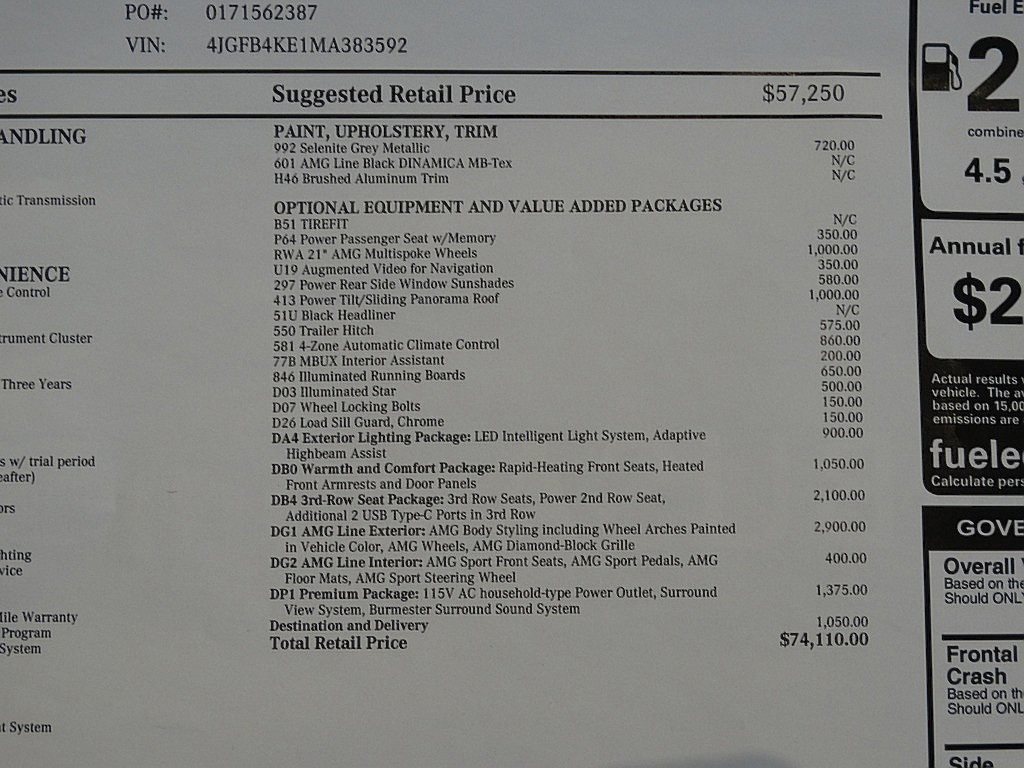 PO#: 0171562387
VIN: 4JGFB4KE1MA383592
es
Suggested Retail Price $57,250
ANDLING
tic Transmission
NIENCE
e Control
trument Cluster
Three Years
s w/ trial period
eafter)
ors
hting
vice
Mile Warranty
Program
System
t System
PAINT, UPHOLSTERY, TRIM
992 Selenite Grey Metallic 720.00
601 AMG Line Black DINAMICA MB-Tex N/C
H46 Brushed Aluminum Trim N/C
OPTIONAL EQUIPMENT AND VALUE ADDED PACKAGES
B51 TIREFIT N/C
P64 Power Passenger Seat w/Memory 350.00
RWA 21" AMG Multispoke Wheels 1,000.00
U19 Augmented Video for Navigation 350.00
297 Power Rear Side Window Sunshades 580.00
413 Power Tilt/Sliding Panorama Roof 1,000.00
51U Black Headliner N/C
550 Trailer Hitch 575.00
581 4-Zone Automatic Climate Control 860.00
77B MBUX Interior Assistant 200.00
846 Illuminated Running Boards 650.00
D03 Illuminated Star 500.00
D07 Wheel Locking Bolts 150.00
D26 Load Sill Guard, Chrome 150.00
DA4 Exterior Lighting Package: LED Intelligent Light System, Adaptive 900.00
Highbeam Assist
DB0 Warmth and Comfort Package: Rapid-Heating Front Seats, Heated 1,050.00
Front Armrests and Door Panels
DB4 3rd-Row Seat Package: 3rd Row Seats, Power 2nd Row Seat, 2,100.00
Additional 2 USB Type-C Ports in 3rd Row
DG1 AMG Line Exterior: AMG Body Styling including Wheel Arches Painted 2,900.00
in Vehicle Color, AMG Wheels, AMG Diamond-Block Grille
DG2 AMG Line Interior: AMG Sport Front Seats, AMG Sport Pedals, AMG 400.00
Floor Mats, AMG Sport Steering Wheel
DP1 Premium Package: 115V AC household-type Power Outlet, Surround 1,375.00
View System, Burmester Surround Sound System
Destination and Delivery 1,050.00
Total Retail Price $74,110.00
Fuel E
2
combine
4.5
Annual f
$2
Actual results
vehicle. The av
based on 15,00
emissions are
fuele
Calculate pers
GOVE
Overall
Based on the
Should ONLY
Frontal
Crash
Based on th
Should ONL
Side